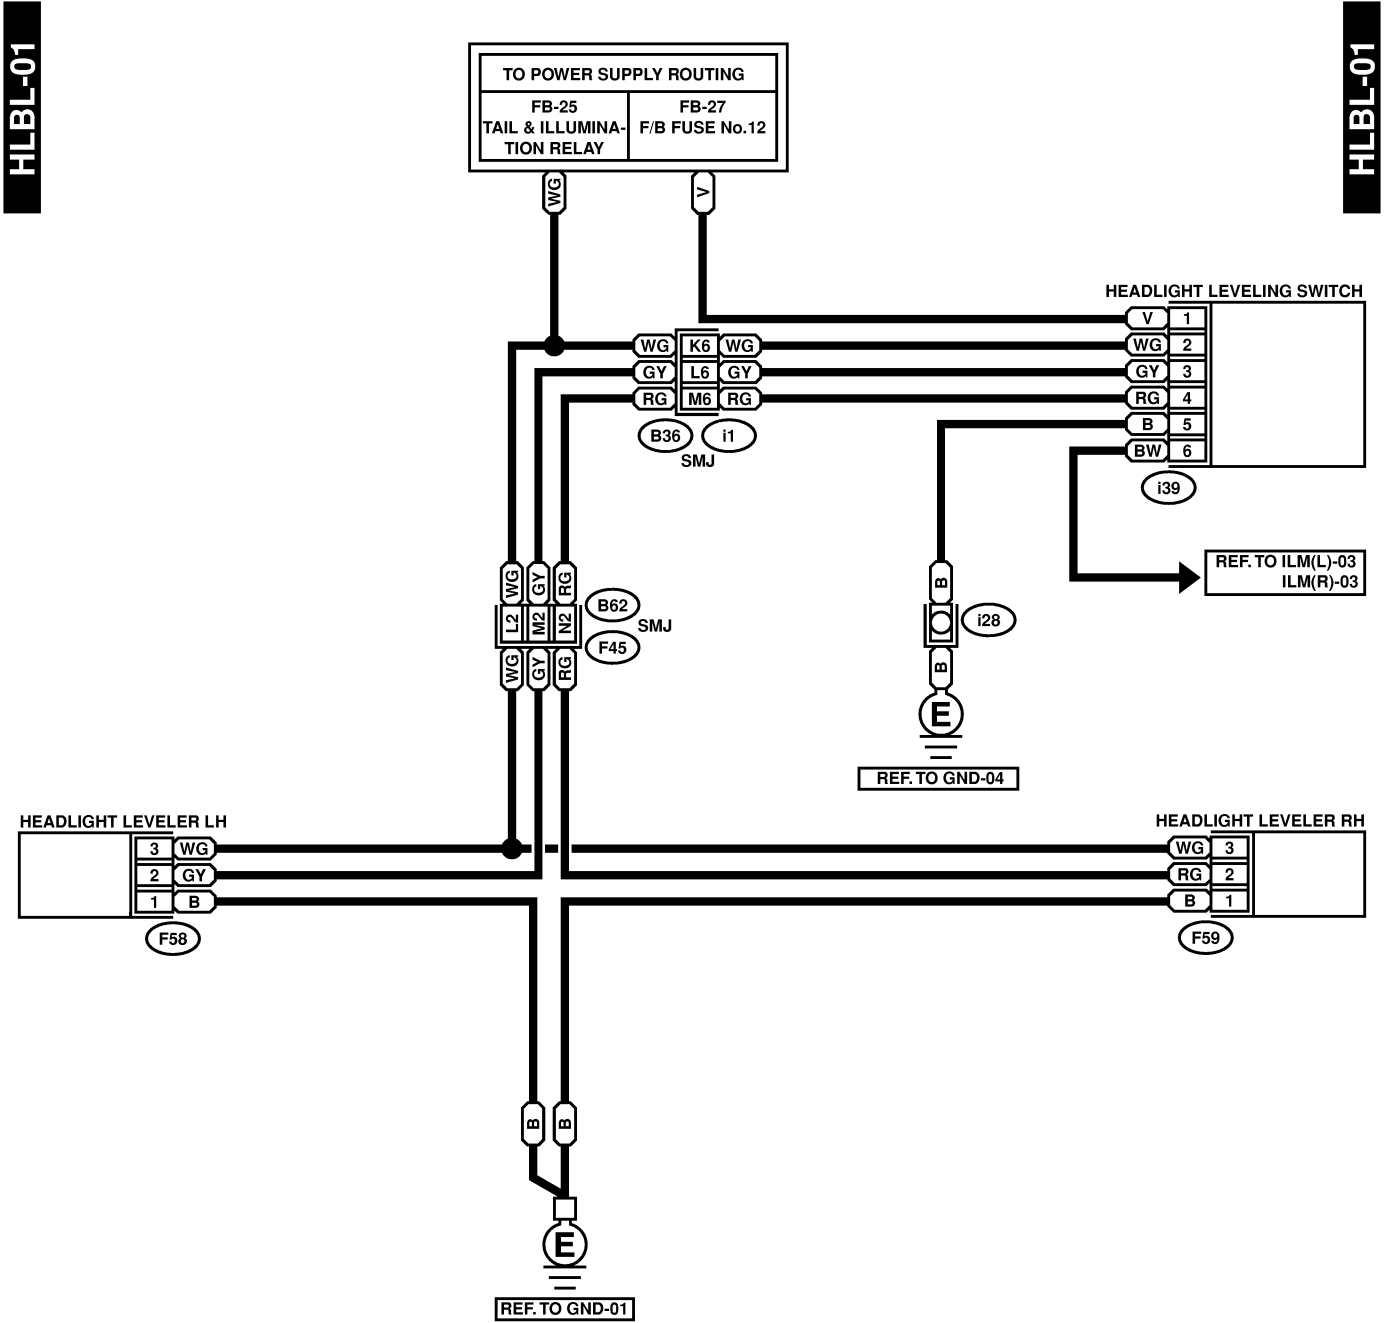 HLBL-01
HLBL-01
TO POWER SUPPLY ROUTING
FB-25
TAIL & ILLUMINA-
TION RELAY
FB-27
F/B FUSE No.12
WG
V
HEADLIGHT LEVELING SWITCH
V 1
WG K6 WG
WG 2
GY L6 GY
GY 3
RG M6 RG
RG 4
B 5
BW 6
B36
i1
SMJ
i39
REF. TO ILM(L)-03
ILM(R)-03
WG GY RG
L2 M2 N2
WG GY RG
B62
SMJ
F45
B
i28
B
E
REF. TO GND-04
HEADLIGHT LEVELER LH
3 WG
2 GY
1 B
F58
HEADLIGHT LEVELER RH
WG 3
RG 2
B 1
F59
B B
E
REF. TO GND-01